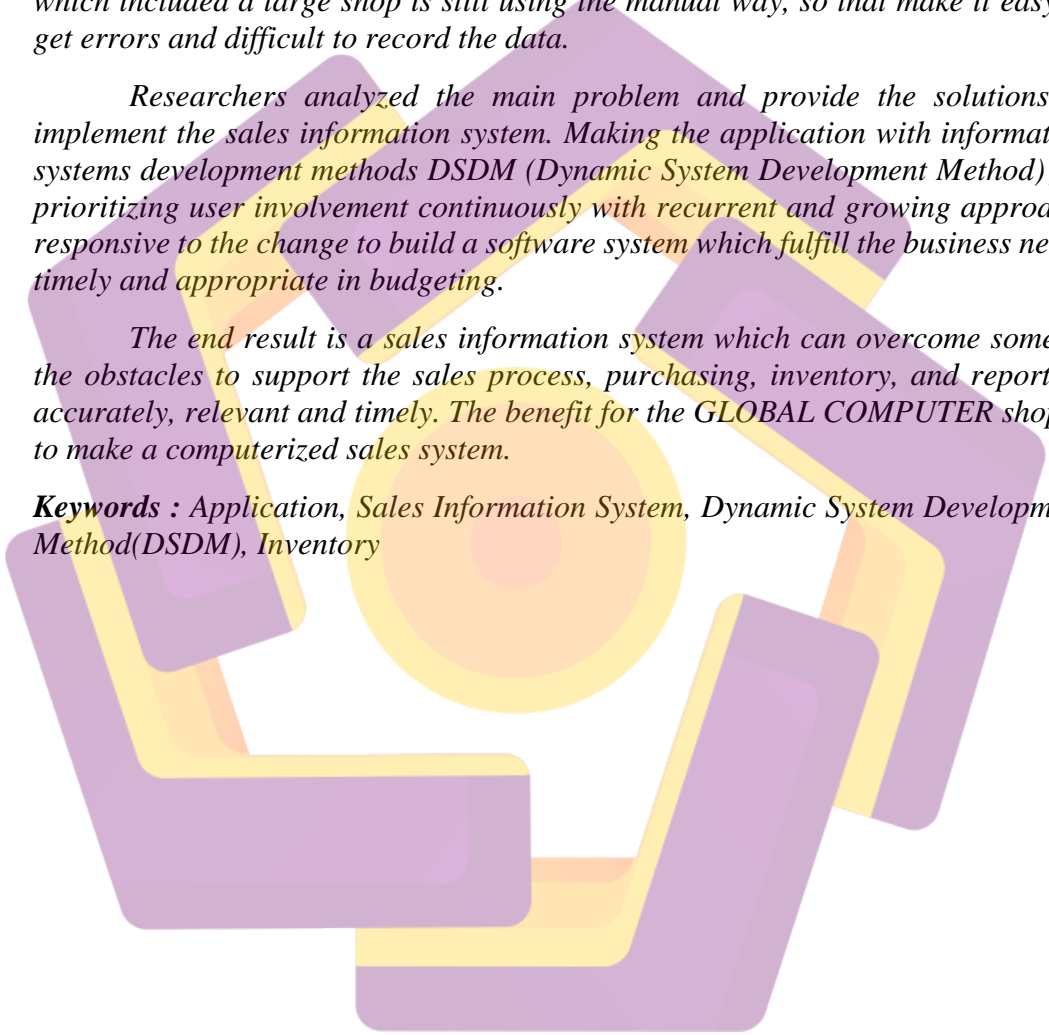 which included a large shop is still using the manual way, so that make it easy
get errors and difficult to record the data.
Researchers analyzed the main problem and provide the solutions
implement the sales information system. Making the application with informat
systems development methods DSDM (Dynamic System Development Method)
prioritizing user involvement continuously with recurrent and growing approa
responsive to the change to build a software system which fulfill the business ne
timely and appropriate in budgeting.
The end result is a sales information system which can overcome some
the obstacles to support the sales process, purchasing, inventory, and report
accurately, relevant and timely. The benefit for the GLOBAL COMPUTER shop
to make a computerized sales system.
Keywords : Application, Sales Information System, Dynamic System Developm
Method(DSDM), Inventory